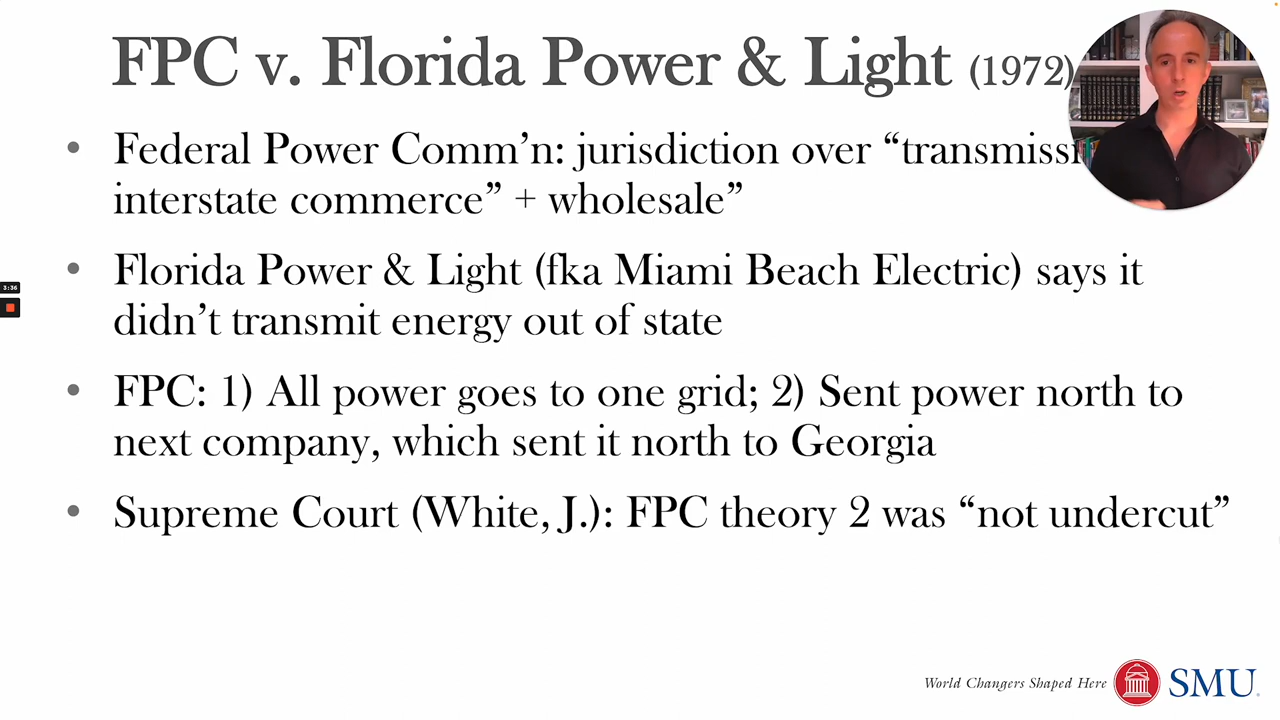 FPC v. Florida Power & Light (1972)
• Federal Power Comm’n: jurisdiction over “transmissi
interstate commerce” + wholesale”
• Florida Power & Light (fka Miami Beach Electric) says it
didn’t transmit energy out of state
3:36
• FPC: 1) All power goes to one grid; 2) Sent power north to
next company, which sent it north to Georgia
• Supreme Court (White, J.): FPC theory 2 was “not undercut”
World Changers Shaped Here SMU